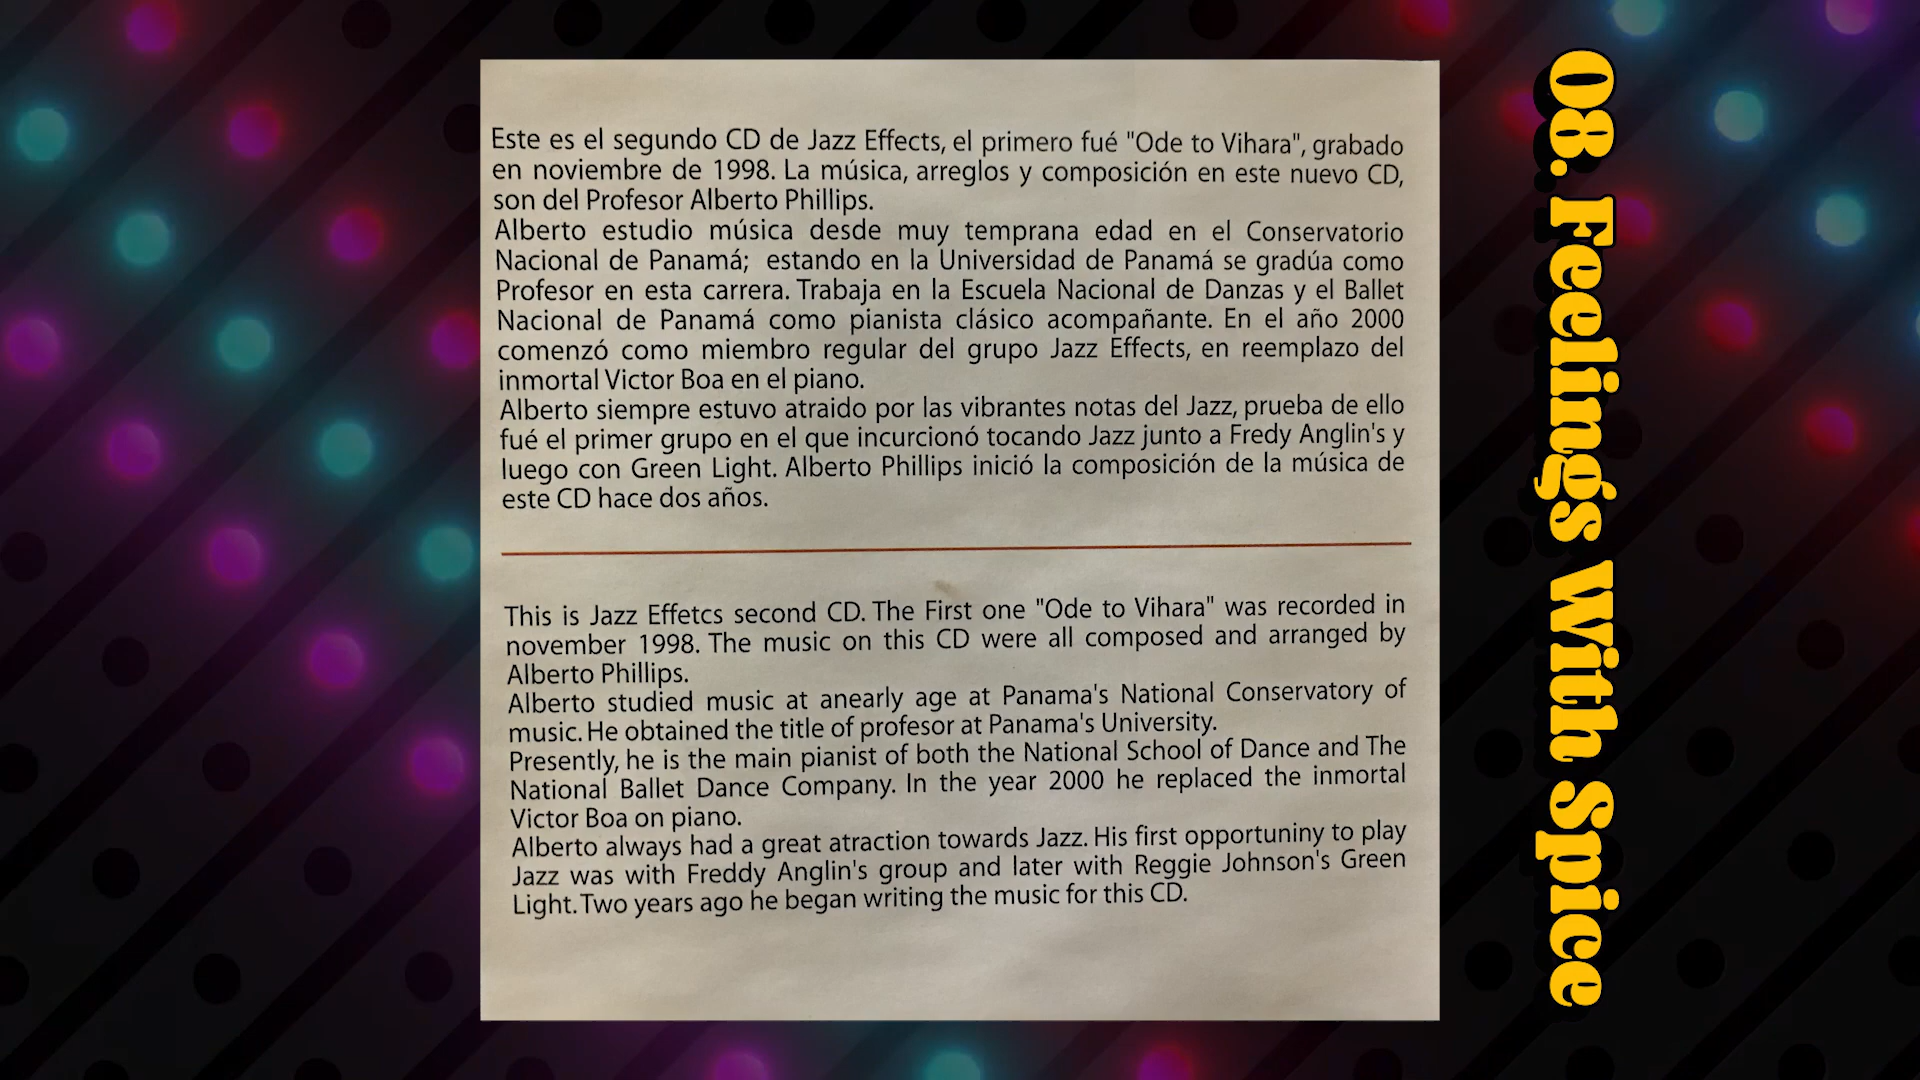 Este es el segundo CD de Jazz Effects, el primero fué "Ode to Vihara", grabado
en noviembre de 1998. La música, arreglos y composición en este nuevo CD,
son del Profesor Alberto Phillips.
Alberto estudio música desde muy temprana edad en el Conservatorio
Nacional de Panamá; estando en la Universidad de Panamá se gradúa como
Profesor en esta carrera. Trabaja en la Escuela Nacional de Danzas y el Ballet
Nacional de Panamá como pianista clásico acompañante. En el año 2000
comenzó como miembro regular del grupo Jazz Effects, en reemplazo del
inmortal Victor Boa en el piano.
Alberto siempre estuvo atraido por las vibrantes notas del Jazz, prueba de ello
fué el primer grupo en el que incurcionó tocando Jazz junto a Fredy Anglin's y
luego con Green Light. Alberto Phillips inició la composición de la música de
este CD hace dos años.
This is Jazz Effetcs second CD. The First one "Ode to Vihara" was recorded in
november 1998. The music on this CD were all composed and arranged by
Alberto Phillips.
Alberto studied music at anearly age at Panama's National Conservatory of
music. He obtained the title of profesor at Panama's University.
Presently, he is the main pianist of both the National School of Dance and The
National Ballet Dance Company. In the year 2000 he replaced the inmortal
Victor Boa on piano.
Alberto always had a great atraction towards Jazz. His first opportuniny to play
Jazz was with Freddy Anglin's group and later with Reggie Johnson's Green
Light. Two years ago he began writing the music for this CD.
08. Feelings With Spice